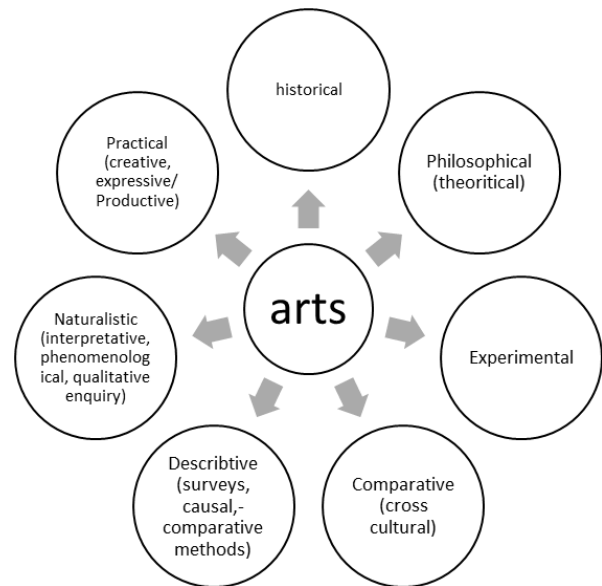 historical
Philosophical
(theoritical)
Experimental
Comparative
(cross
cultural)
Describtive
(surveys,
causal,-
comparative
methods)
Naturalistic
(interpretative,
phenomenolog
ical, qualitative
enquiry)
Practical
(creative,
expressive/
Productive)
arts